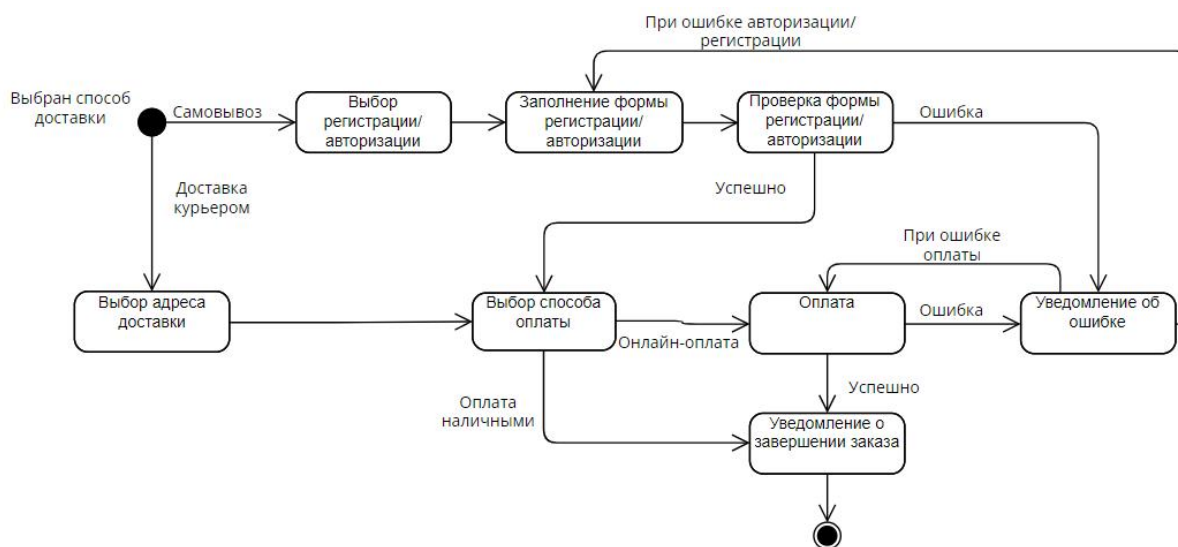 При ошибке авторизации/
регистрации
Выбран способ
доставки
Самовывоз
Выбор
регистрации/
авторизации
Заполнение формы
регистрации/
авторизации
Проверка формы
регистрации/
авторизации
Ошибка
Доставка
курьером
Успешно
При ошибке
оплаты
Выбор адреса
доставки
Выбор способа
оплаты
Онлайн-оплата
Оплата
Ошибка
Уведомление об
ошибке
Оплата
наличными
Успешно
Уведомление о
завершении заказа